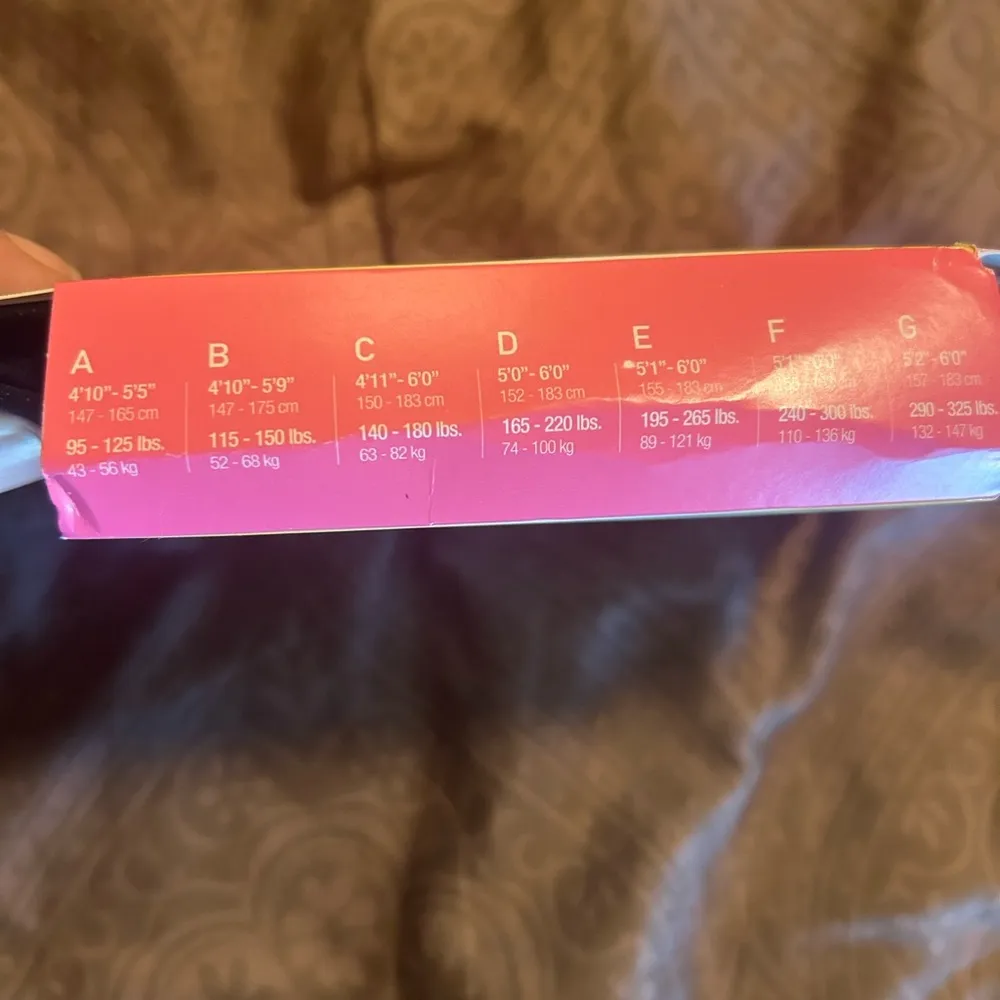 A
4'10"- 5'5"
147 - 165 cm
95 - 125 lbs.
43 - 56 kg
B
4'10"- 5'9"
147 - 175 cm
115 - 150 lbs.
52 - 68 kg
C
4'11"- 6'0"
150 - 183 cm
140 - 180 lbs.
63 - 82 kg
D
5'0"- 6'0"
152 - 183 cm
165 - 220 lbs.
74 - 100 kg
E
5'1"- 6'0"
155 - 183 cm
195 - 265 lbs.
89 - 121 kg
F
240 - 300 lbs.
110 - 136 kg
G
5'2"- 6'0"
157 - 183 cm
290 - 325 lbs.
132 - 147 kg